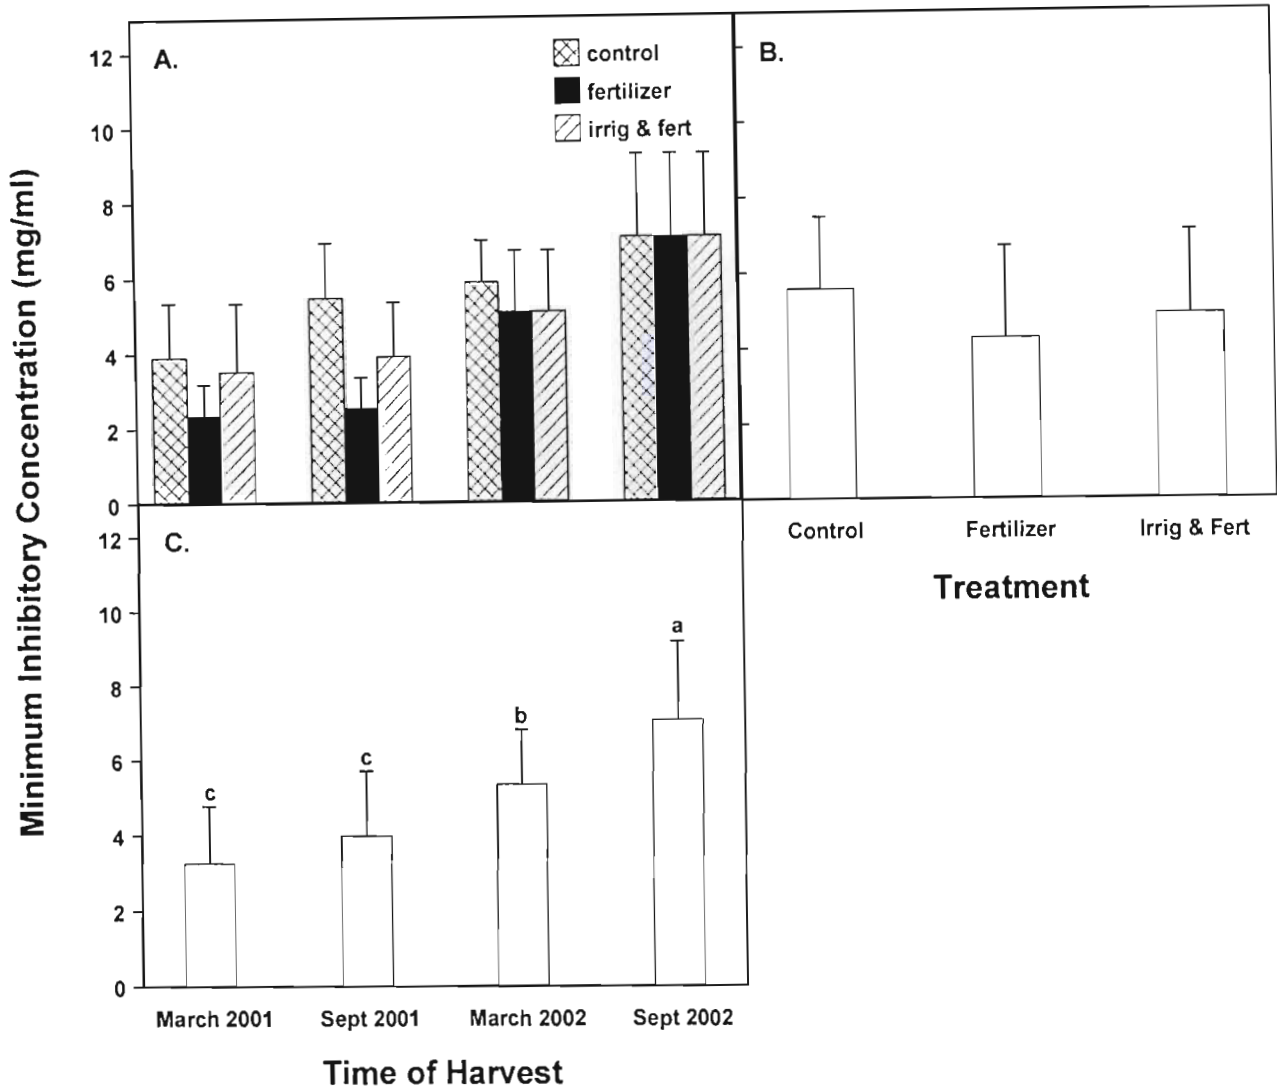 Minimum Inhibitory Concentration (mg/ml)
A.
control
fertilizer
irrig & fert
12
10
8
6
4
2
0
B.
Control Fertilizer Irrig & Fert
Treatment
C.
12
10
8
6
4
2
0
c
c
b
a
March 2001 Sept 2001 March 2002 Sept 2002
Time of Harvest